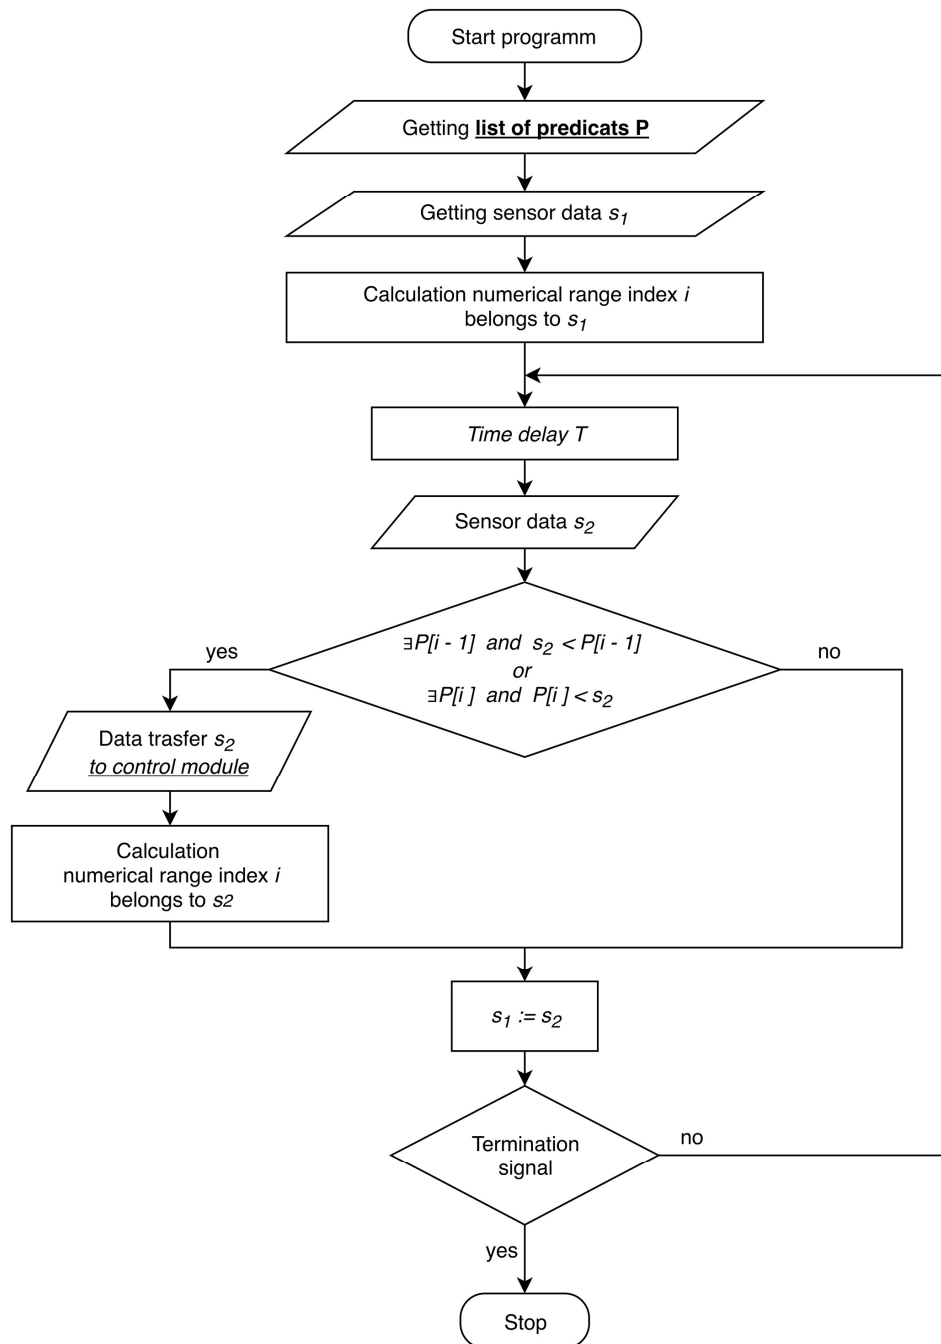 Start programm
Getting list of predicats P
Getting sensor data s₁
Calculation numerical range index i
belongs to s₁
Time delay T
Sensor data s₂
∃P[i - 1] and s₂ < P[i - 1]
or
∃P[i ] and P[i ] < s₂
yes
no
Data trasfer s₂
to control module
Calculation
numerical range index i
belongs to s2
s₁ := s₂
Termination
signal
no
yes
Stop